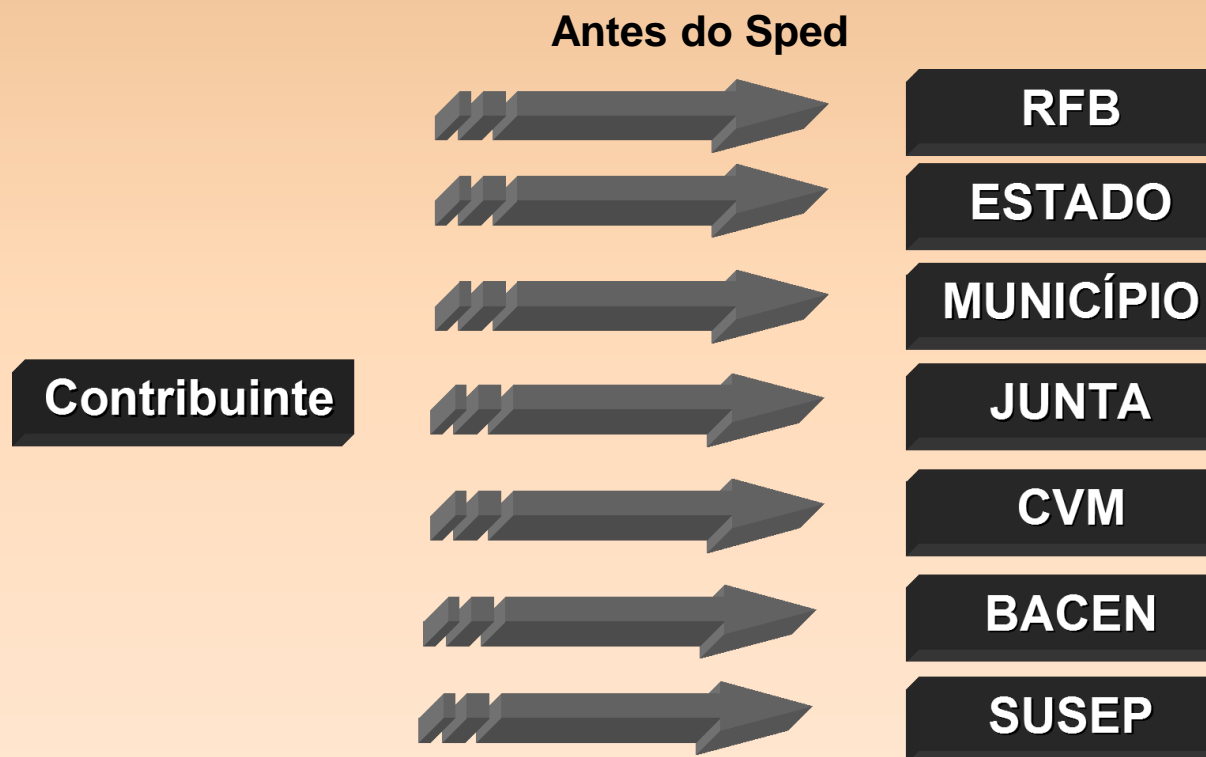 Antes do Sped
RFB
ESTADO
MUNICÍPIO
Contribuinte
JUNTA
CVM
BACEN
SUSEP